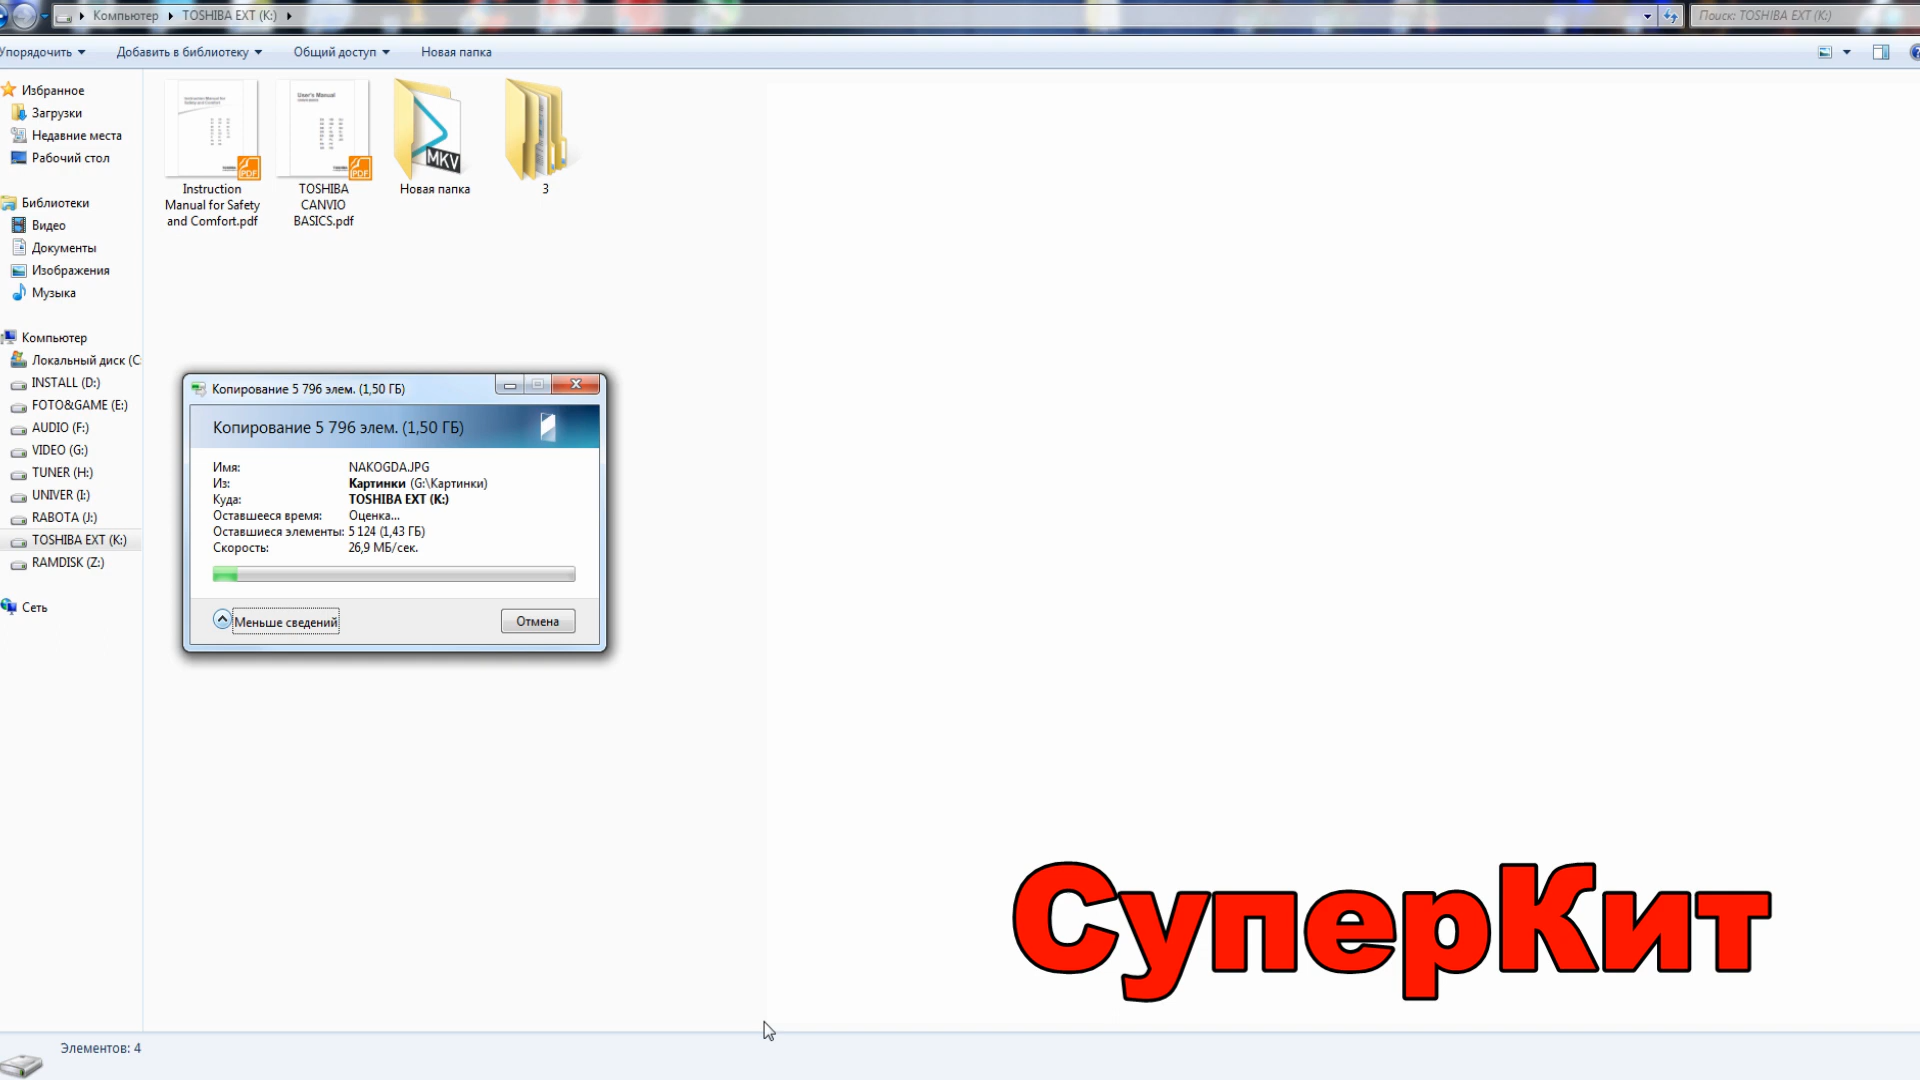 Компьютер TOSHIBA EXT (K:)
Поиск: TOSHIBA EXT (K:)
Упорядочить
Добавить в библиотеку
Общий доступ
Новая папка
Избранное
Загрузки
Недавние места
Рабочий стол
Библиотеки
Видео
Документы
Изображения
Музыка
Компьютер
Локальный диск (C:
INSTALL (D:)
FOTO&GAME (E:)
AUDIO (F:)
VIDEO (G:)
TUNER (H:)
UNIVER (I:)
RABOTA (J:)
TOSHIBA EXT (K:)
RAMDISK (Z:)
Сеть
User's Manual
PDF
PDF
MKV
Instruction
Manual for Safety
and Comfort.pdf
TOSHIBA
CANVIO
BASICS.pdf
Новая папка
3
Копирование 5 796 элем. (1,50 ГБ)
Копирование 5 796 элем. (1,50 ГБ)
Имя: NAKOGDA.JPG
Из: Картинки (G:\Картинки)
Куда: TOSHIBA EXT (K:)
Оставшееся время: Оценка...
Оставшиеся элементы: 5 124 (1,43 ГБ)
Скорость: 26,9 МБ/сек.
Меньше сведений
Отмена
СуперКит
Элементов: 4